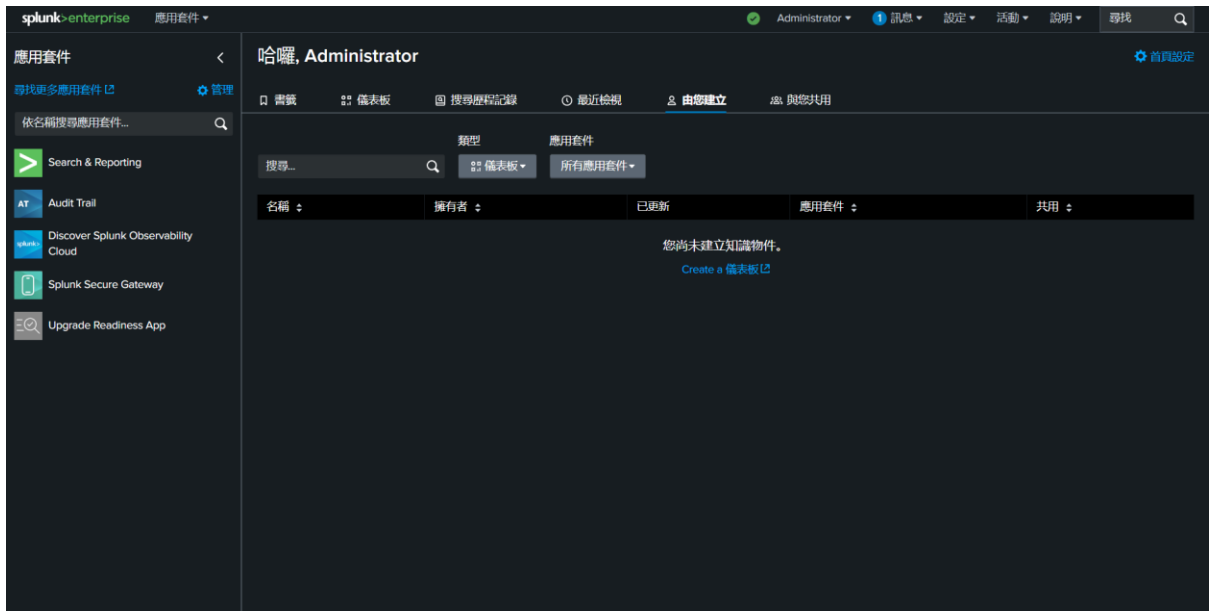 splunk>enterprise 應用套件 Administrator 1 訊息 設定 活動 說明 尋找
應用套件
尋找更多應用套件 管理
依名稱搜尋應用套件...
Search & Reporting
AT Audit Trail
splunk> Discover Splunk Observability
Cloud
Splunk Secure Gateway
Upgrade Readiness App
哈囉, Administrator
首頁設定
書籤 儀表板 搜尋歷程記錄 最近檢視 由您建立 與您共用
類型 應用套件
搜尋... 儀表板 所有應用套件
名稱 擁有者 已更新 應用套件 共用
您尚未建立知識物件。
Create a 儀表板